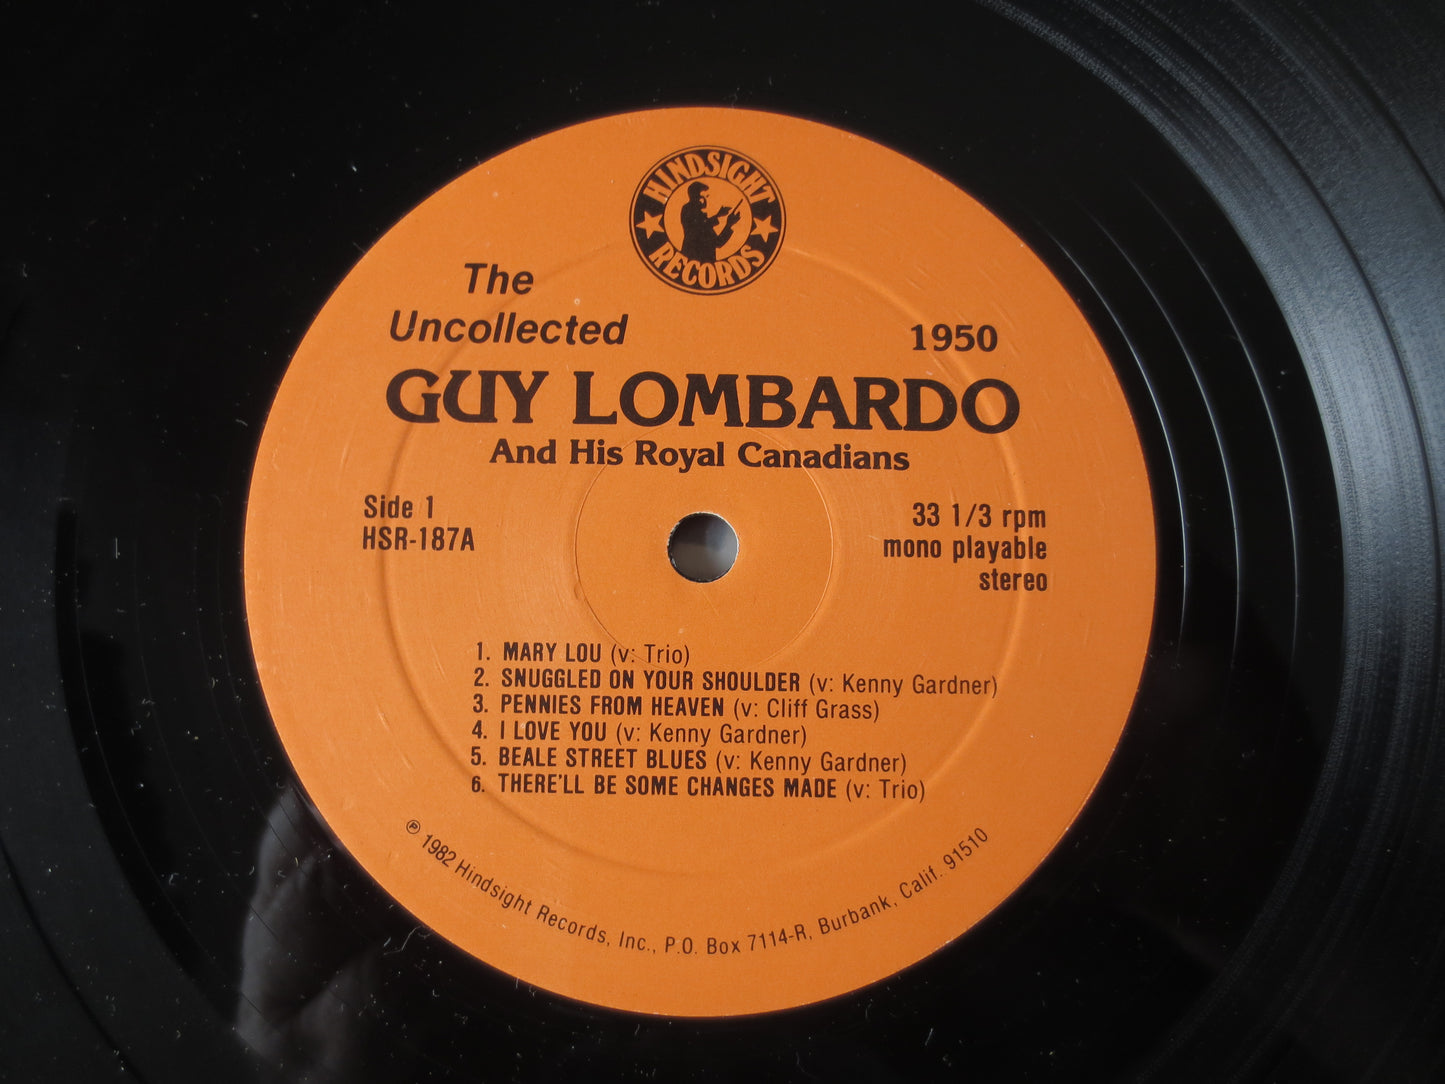 HINDSIGHT
RECORDS
The
Uncollected
1950
GUY LOMBARDO
And His Royal Canadians
Side 1
HSR-187A
33 1/3 rpm
mono playable
stereo
1. MARY LOU (v: Trio)
2. SNUGGLED ON YOUR SHOULDER (v: Kenny Gardner)
3. PENNIES FROM HEAVEN (v: Cliff Grass)
4. I LOVE YOU (v: Kenny Gardner)
5. BEALE STREET BLUES (v: Kenny Gardner)
6. THERE'LL BE SOME CHANGES MADE (v: Trio)
℗ 1982 Hindsight Records, Inc., P.O. Box 7114-R, Burbank, Calif. 91510